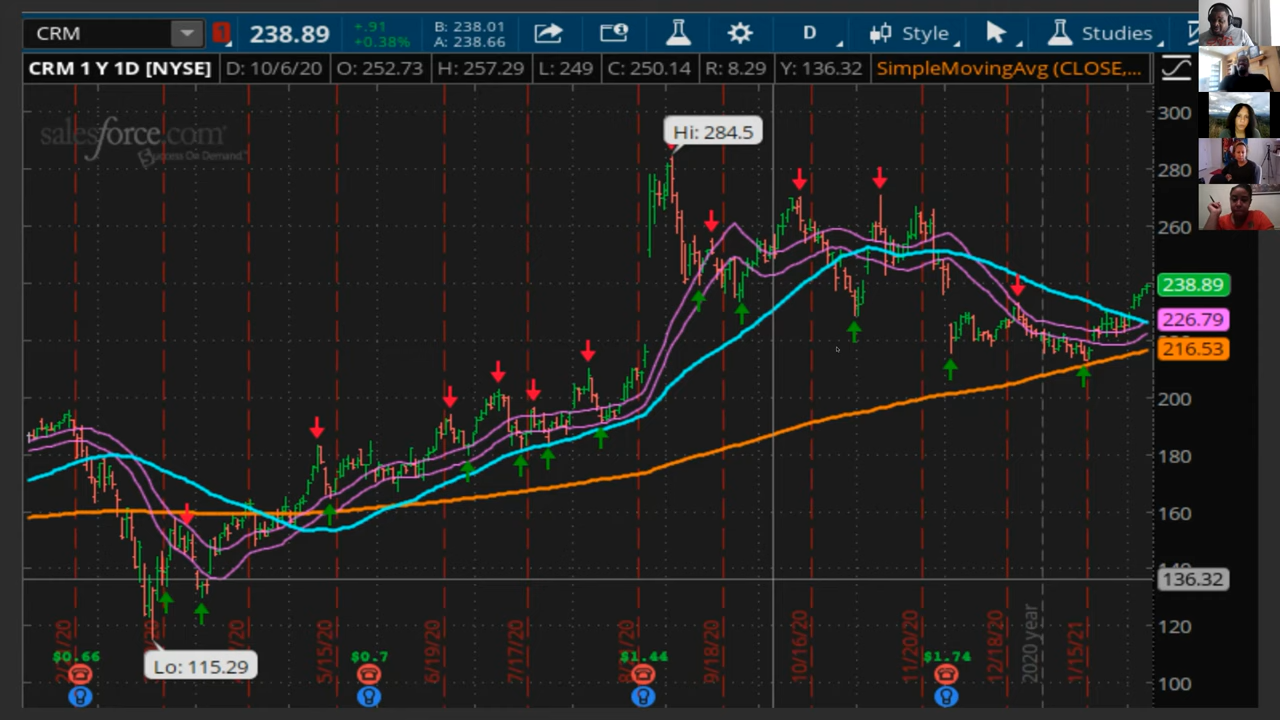 CRM
238.89
+.91
+0.38%
B: 238.01
A: 238.66
D
Style
Studies
CRM 1 Y 1D [NYSE]
D: 10/6/20
O: 252.73
H: 257.29
L: 249
C: 250.14
R: 8.29
Y: 136.32
SimpleMovingAvg (CLOSE,...
salesforce.com
Success On Demand
Hi: 284.5
300
280
260
238.89
226.79
216.53
200
180
160
136.32
120
100
Lo: 115.29
5/15/20
6/19/20
7/17/20
9/18/20
10/16/20
11/20/20
12/18/20
2020 year
1/15/21
$0.66
$0.7
$1.44
$1.74